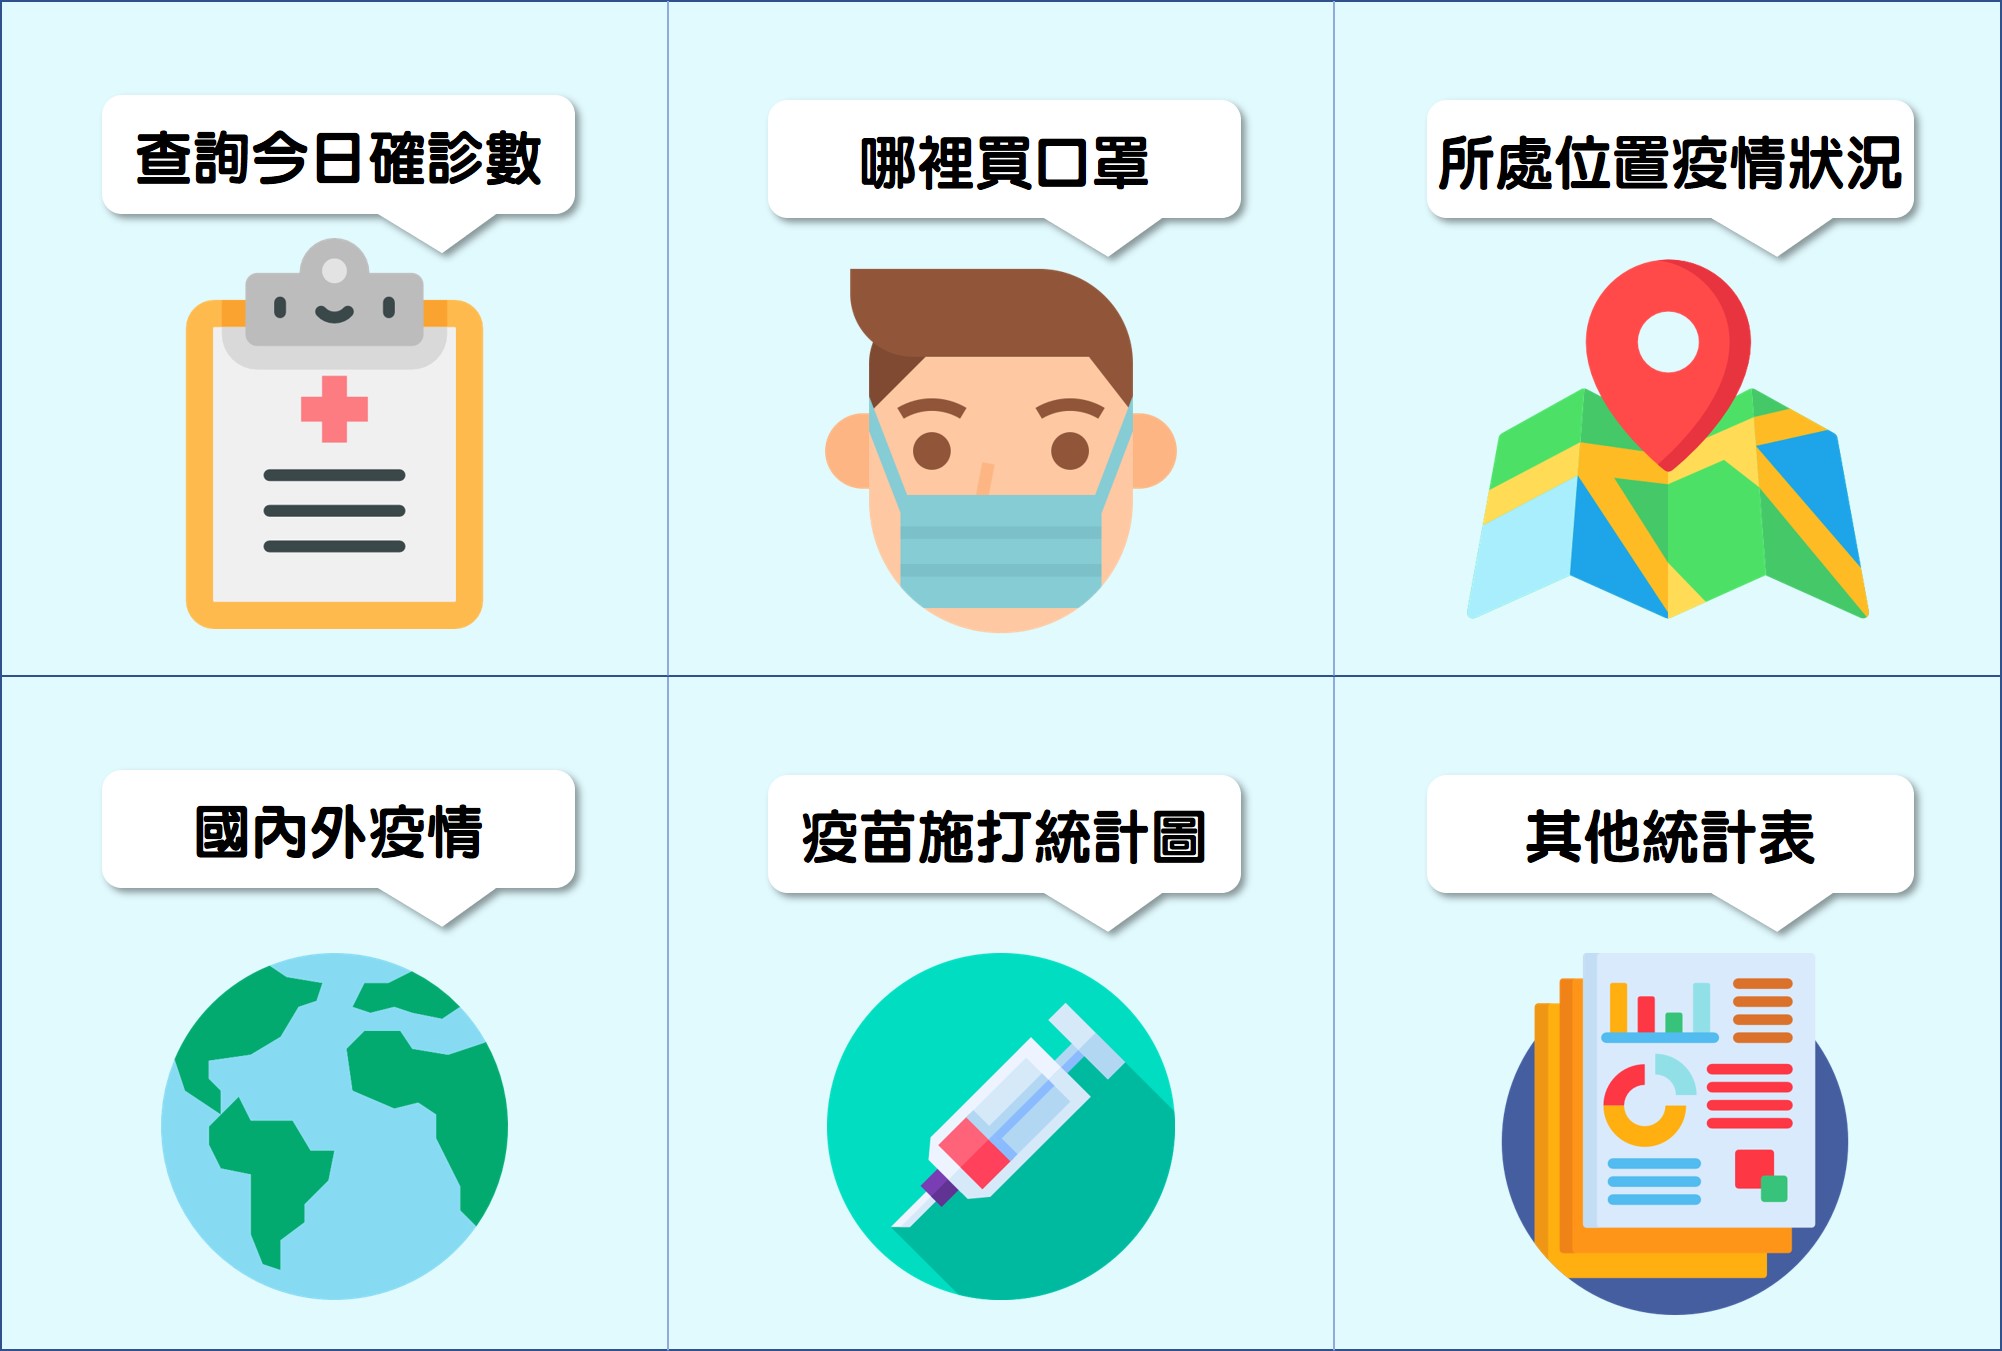 查詢今日確診數
哪裡買口罩
所處位置疫情狀況
國內外疫情
疫苗施打統計圖
其他統計表